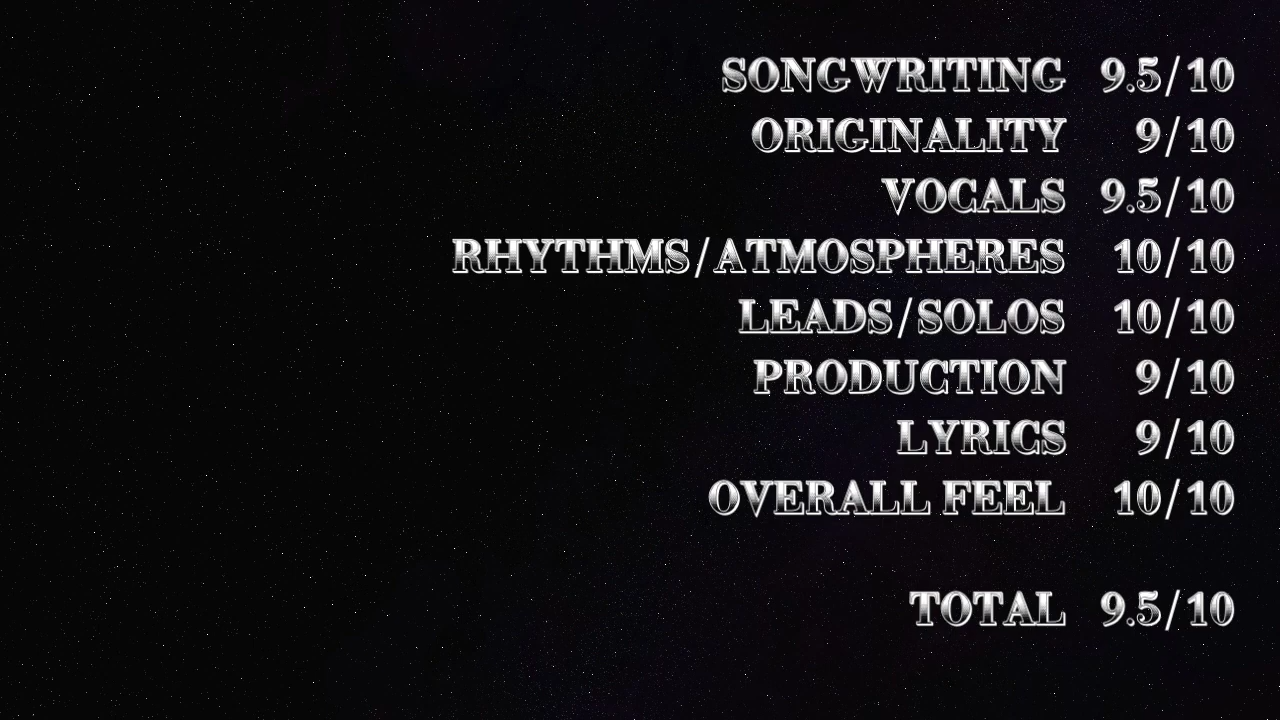 SONGWRITING 9.5/10
ORIGINALITY 9/10
VOCALS 9.5/10
RHYTHMS/ATMOSPHERES 10/10
LEADS/SOLOS 10/10
PRODUCTION 9/10
LYRICS 9/10
OVERALL FEEL 10/10
TOTAL 9.5/10